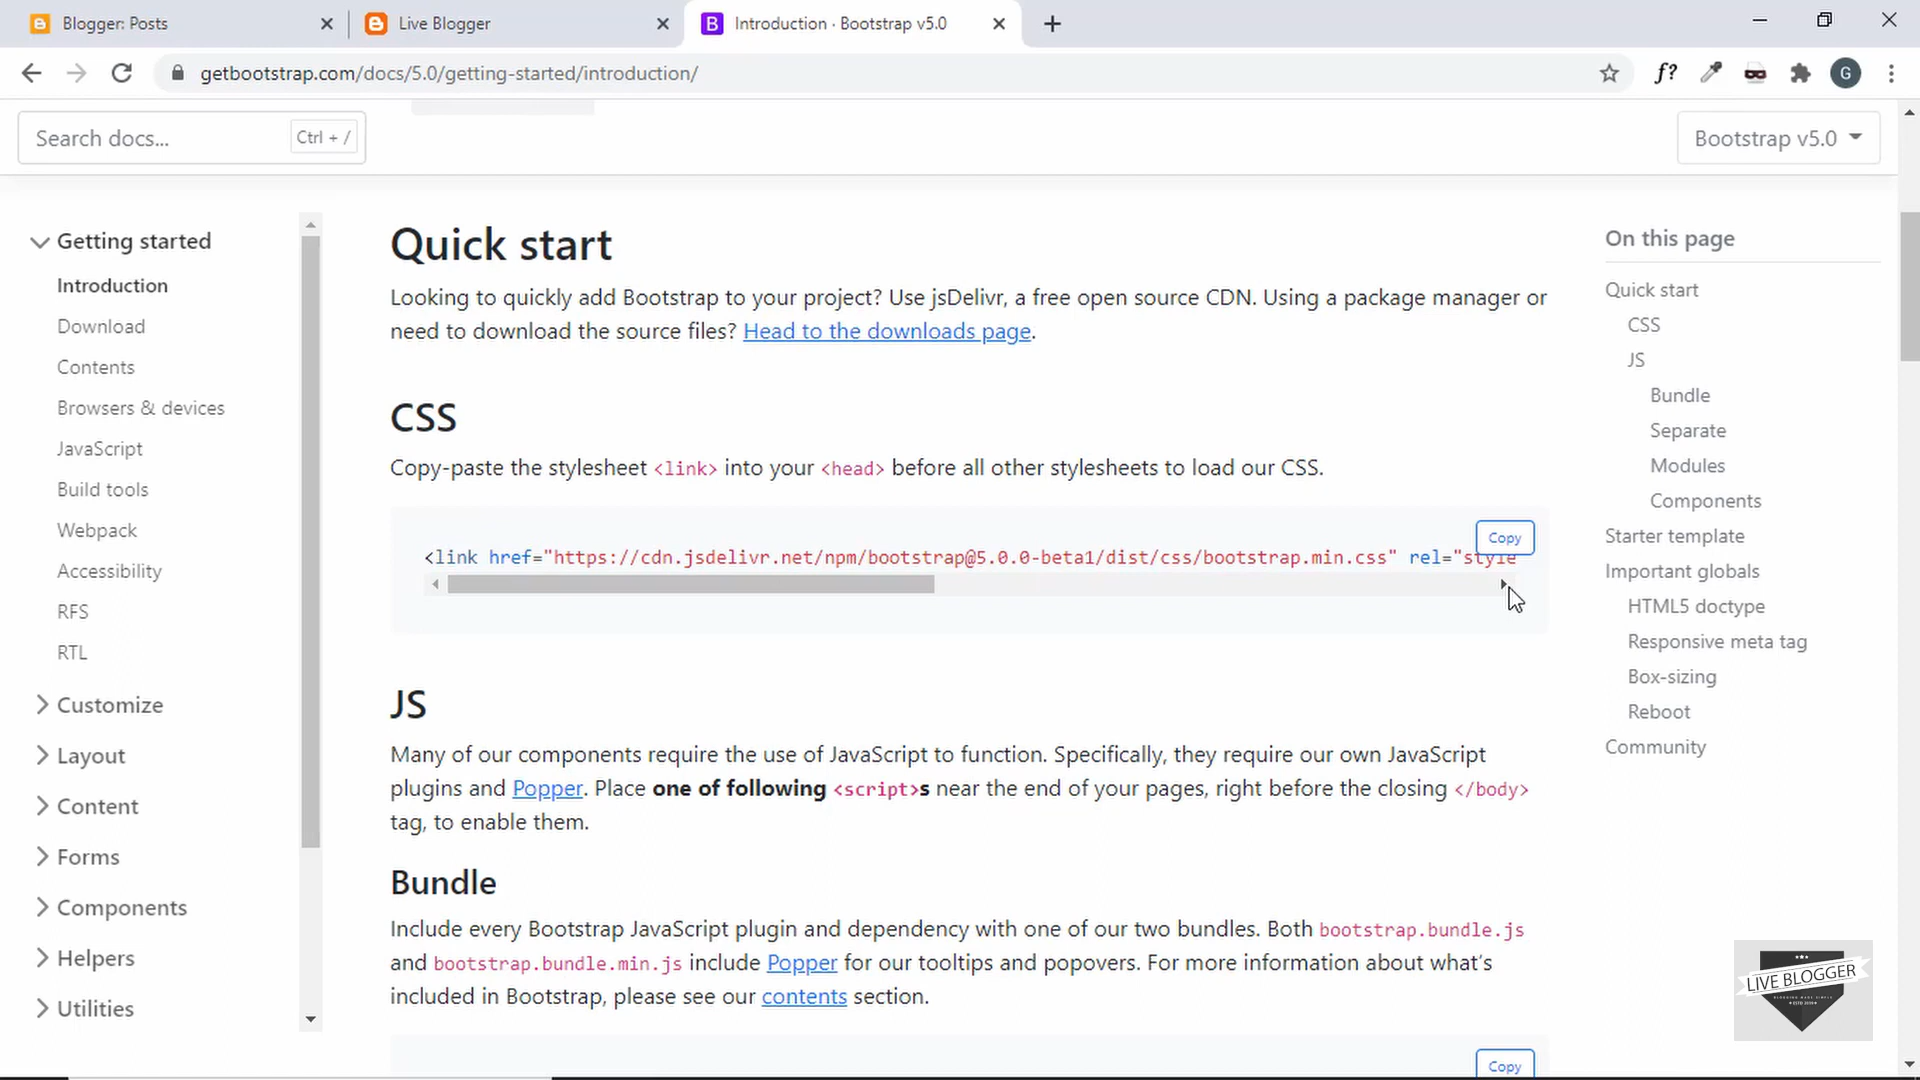 Blogger: Posts
Live Blogger
Introduction · Bootstrap v5.0
getbootstrap.com/docs/5.0/getting-started/introduction/
f?
G
Search docs...
Ctrl + /
Bootstrap v5.0
Getting started
Introduction
Download
Contents
Browsers & devices
JavaScript
Build tools
Webpack
Accessibility
RFS
RTL
Customize
Layout
Content
Forms
Components
Helpers
Utilities
Quick start
Looking to quickly add Bootstrap to your project? Use jsDelivr, a free open source CDN. Using a package manager or
need to download the source files? Head to the downloads page.
CSS
Copy-paste the stylesheet <link> into your <head> before all other stylesheets to load our CSS.
Copy
<link href="https://cdn.jsdelivr.net/npm/bootstrap@5.0.0-beta1/dist/css/bootstrap.min.css" rel="style
JS
Many of our components require the use of JavaScript to function. Specifically, they require our own JavaScript
plugins and Popper. Place one of following <script>s near the end of your pages, right before the closing </body>
tag, to enable them.
Bundle
Include every Bootstrap JavaScript plugin and dependency with one of our two bundles. Both bootstrap.bundle.js
and bootstrap.bundle.min.js include Popper for our tooltips and popovers. For more information about what's
included in Bootstrap, please see our contents section.
Copy
On this page
Quick start
CSS
JS
Bundle
Separate
Modules
Components
Starter template
Important globals
HTML5 doctype
Responsive meta tag
Box-sizing
Reboot
Community
LIVE BLOGGER